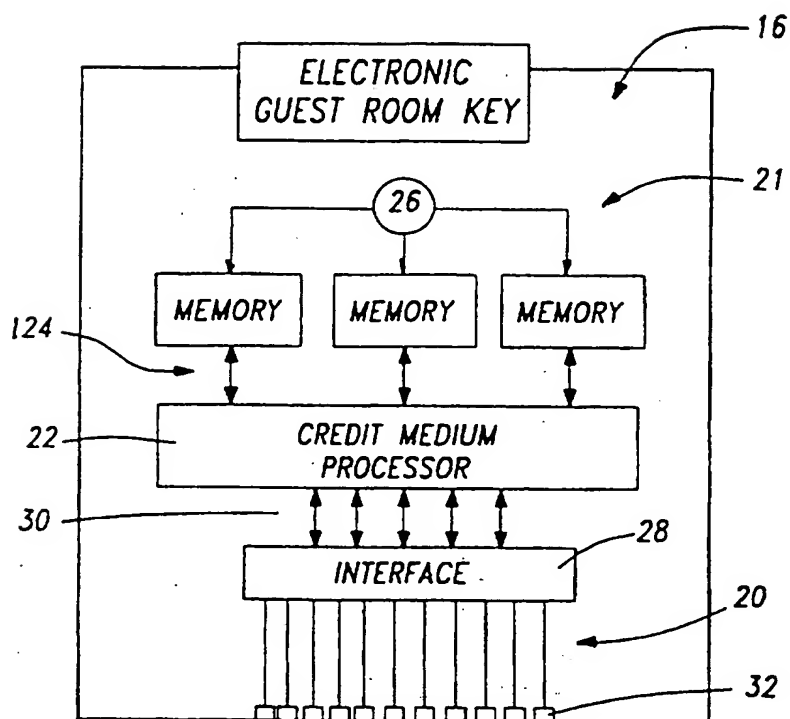 16
ELECTRONIC
GUEST ROOM KEY
21
26
MEMORY MEMORY MEMORY
124
22
CREDIT MEDIUM
PROCESSOR
30
28
INTERFACE
20
32